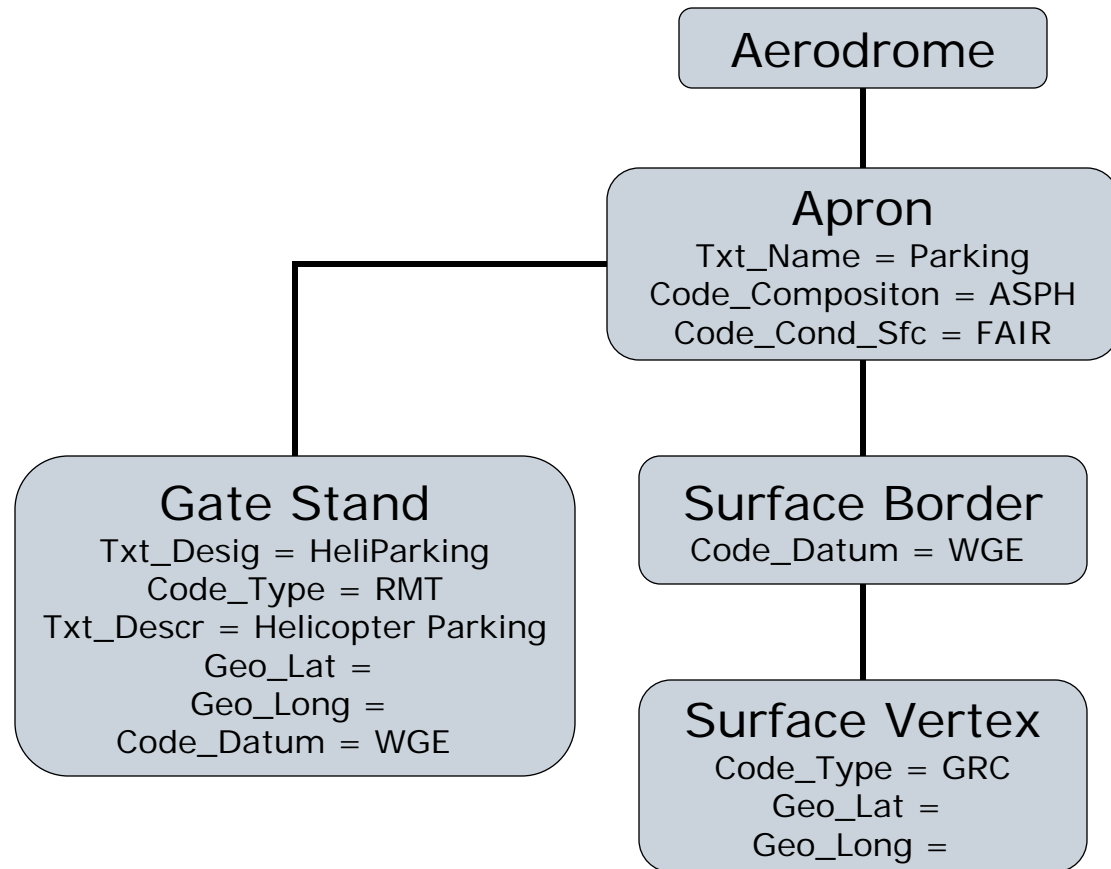 Aerodrome
Apron
Txt_Name = Parking
Code_Compositon = ASPH
Code_Cond_Sfc = FAIR
Gate Stand
Txt_Desig = HeliParking
Code_Type = RMT
Txt_Descr = Helicopter Parking
Geo_Lat =
Geo_Long =
Code_Datum = WGE
Surface Border
Code_Datum = WGE
Surface Vertex
Code_Type = GRC
Geo_Lat =
Geo_Long =